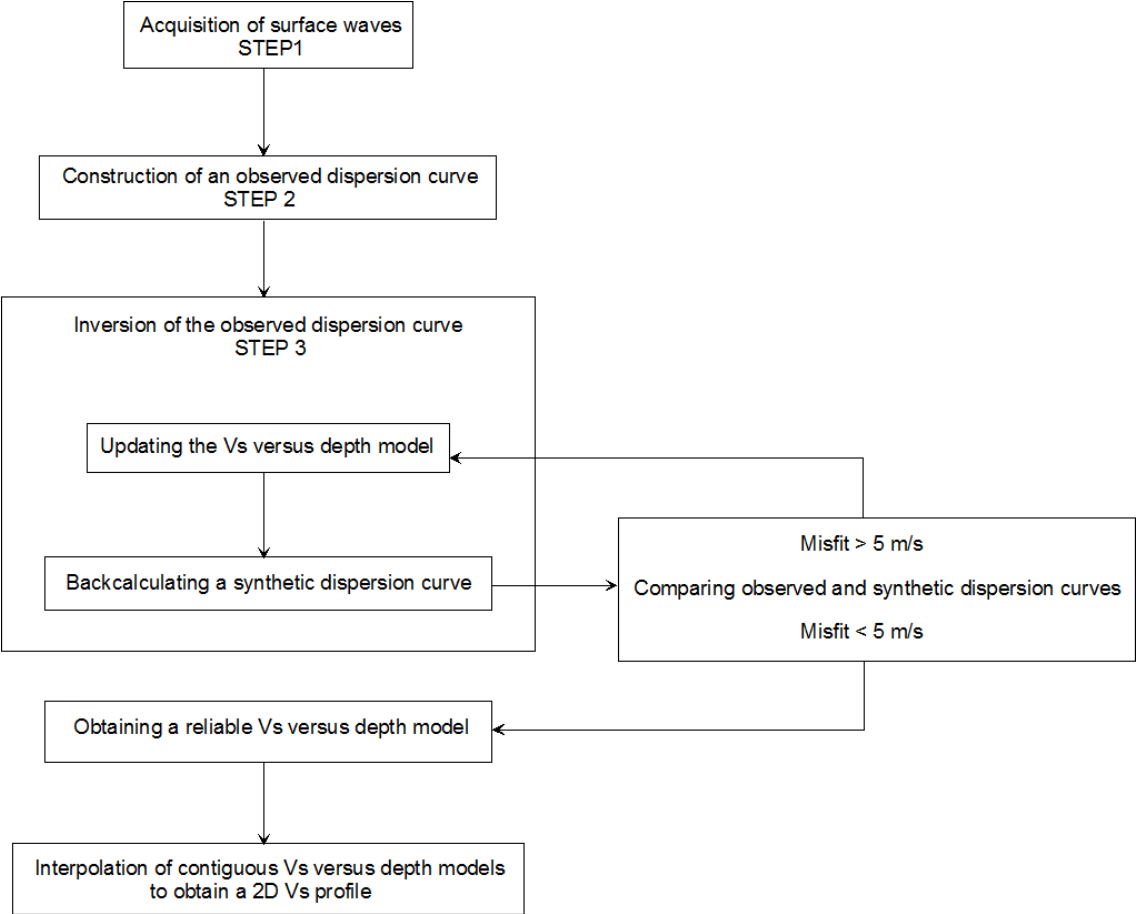 Acquisition of surface waves
STEP1
Construction of an observed dispersion curve
STEP 2
Inversion of the observed dispersion curve
STEP 3
Updating the Vs versus depth model
Backcalculating a synthetic dispersion curve
Misfit > 5 m/s
Comparing observed and synthetic dispersion curves
Misfit < 5 m/s
Obtaining a reliable Vs versus depth model
Interpolation of contiguous Vs versus depth models
to obtain a 2D Vs profile